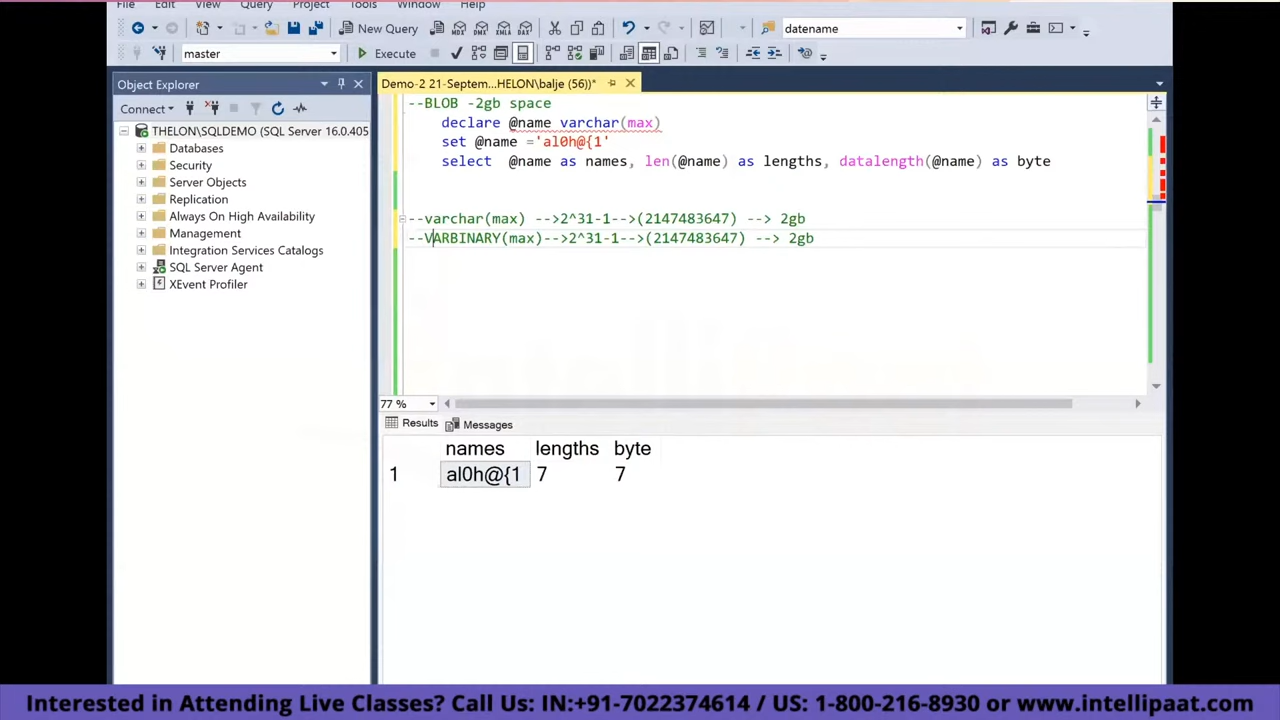 File Edit View Query Project Tools Window Help
New Query MDX DMX XMLA DAX datename
master Execute
Object Explorer
Demo-2 21-Septem...HELON\balje (56))*
Connect
THELON\SQLDEMO (SQL Server 16.0.405
Databases
Security
Server Objects
Replication
Always On High Availability
Management
Integration Services Catalogs
SQL Server Agent
XEvent Profiler
--BLOB -2gb space
declare @name varchar(max)
set @name ='al0h@{1'
select @name as names, len(@name) as lengths, datalength(@name) as byte
--varchar(max) -->2^31-1-->(2147483647) --> 2gb
--VARBINARY(max)-->2^31-1-->(2147483647) --> 2gb
77 %
Results Messages
names lengths byte
1 al0h@{1 7 7
Interested in Attending Live Classes? Call Us: IN:+91-7022374614 / US: 1-800-216-8930 or www.intellipaat.com